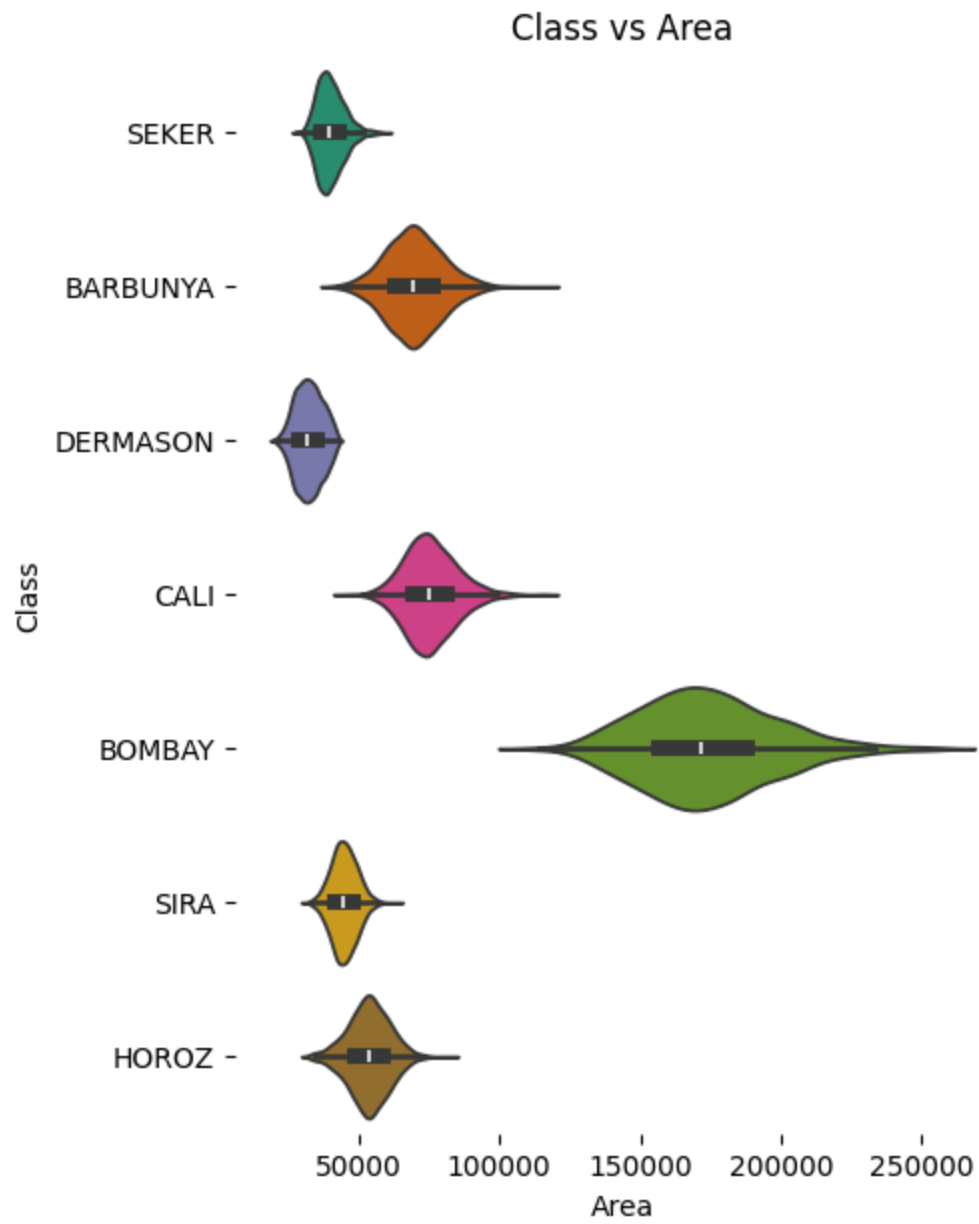 Class vs Area
SEKER
BARBUNYA
DERMASON
CALI
BOMBAY
SIRA
HOROZ
Class
50000 100000 150000 200000 250000
Area